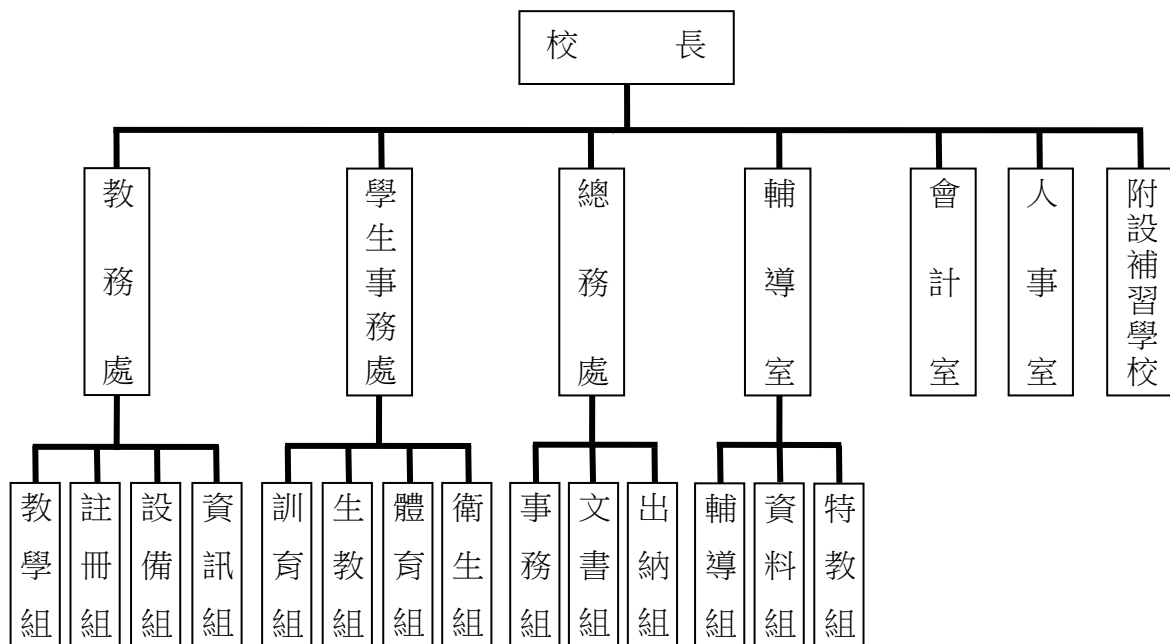 校長
教務處
學生事務處
總務處
輔導室
會計室
人事室
附設補習學校
教學組
註冊組
設備組
資訊組
訓育組
生教組
體育組
衛生組
事務組
文書組
出納組
輔導組
資料組
特教組